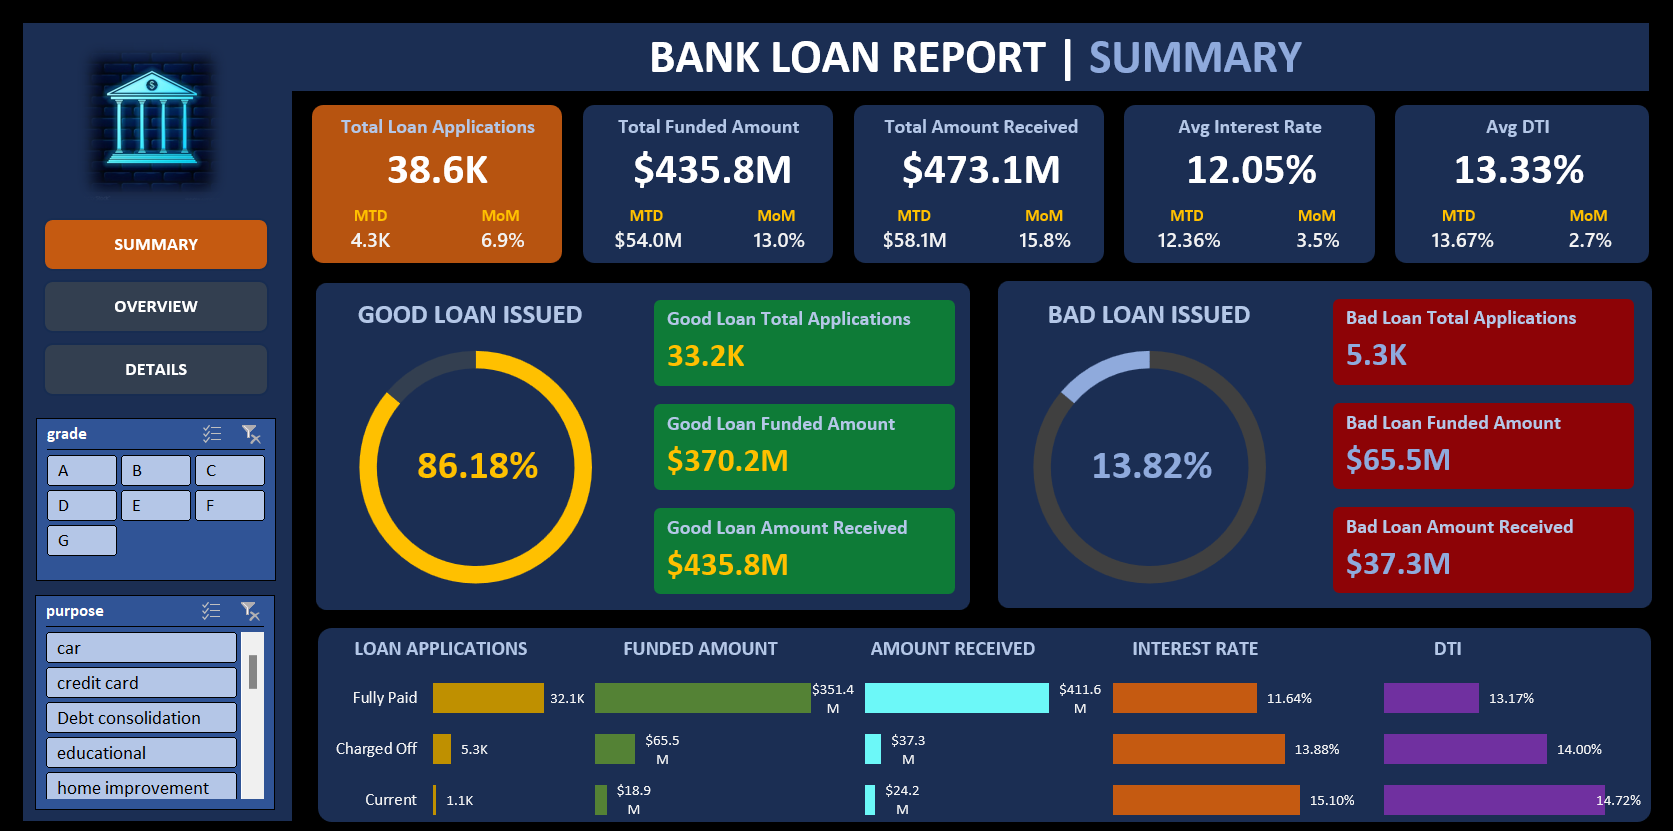 BANK LOAN REPORT | SUMMARY
$
SUMMARY
OVERVIEW
DETAILS
grade
A B C
D E F
G
purpose
car
credit card
Debt consolidation
educational
home improvement
Total Loan Applications
38.6K
MTD MoM
4.3K 6.9%
Total Funded Amount
$435.8M
MTD MoM
$54.0M 13.0%
Total Amount Received
$473.1M
MTD MoM
$58.1M 15.8%
Avg Interest Rate
12.05%
MTD MoM
12.36% 3.5%
Avg DTI
13.33%
MTD MoM
13.67% 2.7%
GOOD LOAN ISSUED
86.18%
Good Loan Total Applications
33.2K
Good Loan Funded Amount
$370.2M
Good Loan Amount Received
$435.8M
BAD LOAN ISSUED
13.82%
Bad Loan Total Applications
5.3K
Bad Loan Funded Amount
$65.5M
Bad Loan Amount Received
$37.3M
LOAN APPLICATIONS FUNDED AMOUNT AMOUNT RECEIVED INTEREST RATE DTI
Fully Paid 32.1K $351.4 M $411.6 M 11.64% 13.17%
Charged Off 5.3K $65.5 M $37.3 M 13.88% 14.00%
Current 1.1K $18.9 M $24.2 M 15.10% 14.72%